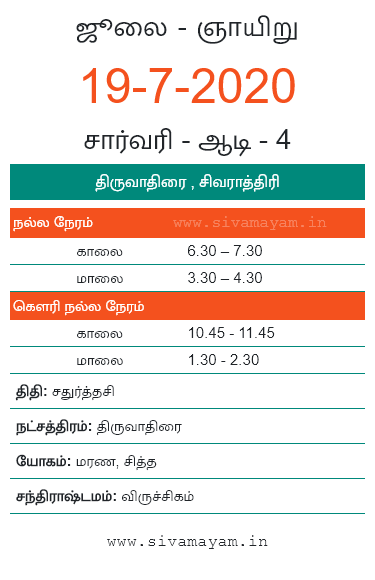 ஜூலை - ஞாயிறு
19-7-2020
சார்வரி - ஆடி - 4
திருவாதிரை , சிவராத்திரி
நல்ல நேரம் www.sivamayam.in
காலை 6.30 – 7.30
மாலை 3.30 – 4.30
கௌரி நல்ல நேரம்
காலை 10.45 - 11.45
மாலை 1.30 - 2.30
திதி: சதுர்த்தசி
நட்சத்திரம்: திருவாதிரை
யோகம்: மரண, சித்த
சந்திராஷ்டமம்: விருச்சிகம்
www.sivamayam.in